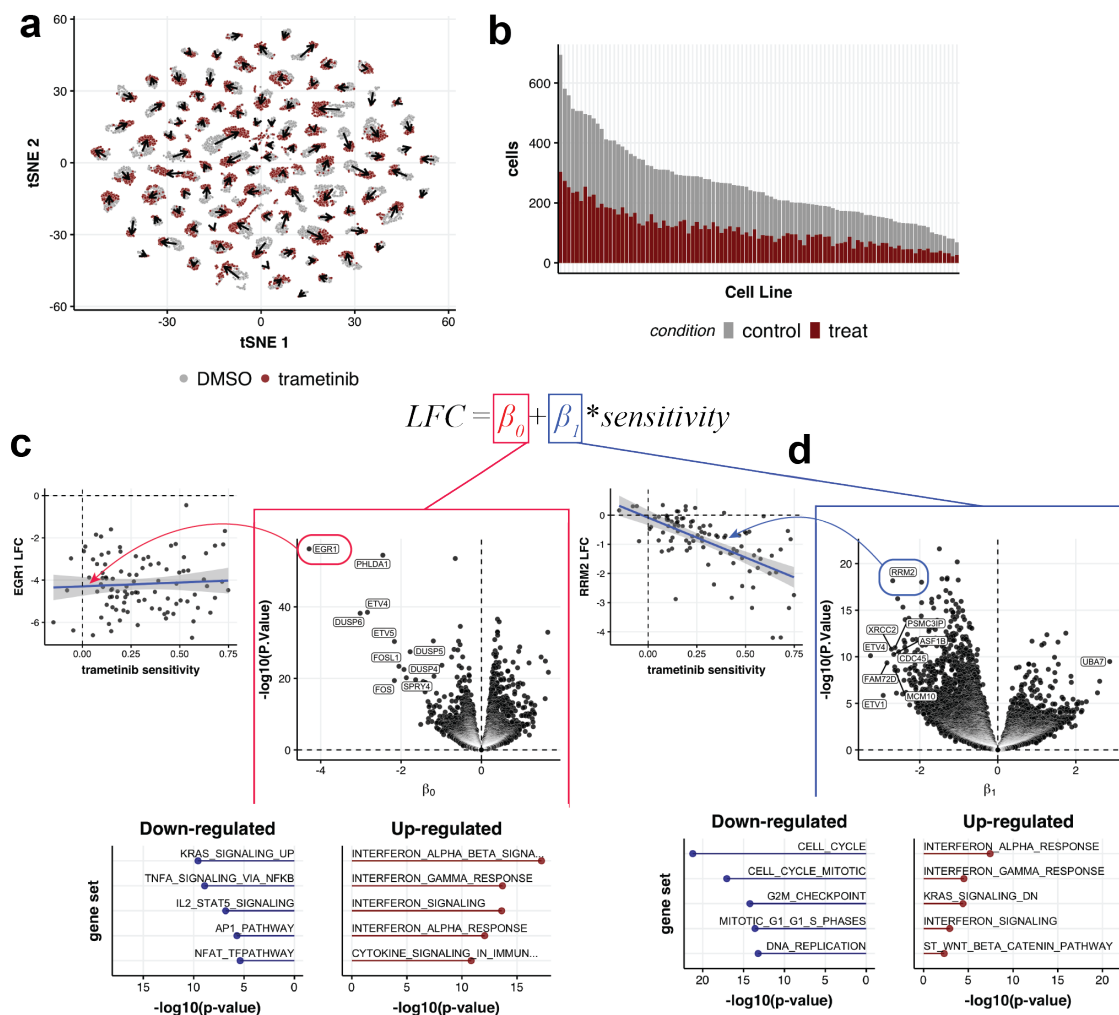 a
60
30
0
-30
-60
tSNE 2
-30
0
30
60
tSNE 1
DMSO
trametinib
b
600
400
200
0
cells
Cell Line
condition
control
treat
LFC = β0 + β1 *sensitivity
c
0
-2
-4
-6
EGR1 LFC
0.00
0.25
0.50
0.75
trametinib sensitivity
EGR1
PHLDA1
ETV4
DUSP6
ETV5
DUSP5
FOSL1
DUSP4
SPRY4
FOS
40
20
0
-log10(P.Value)
-4
-2
0
β0
d
0
-1
-2
-3
-4
RRM2 LFC
0.00
0.25
0.50
0.75
trametinib sensitivity
RRM2
PSMC3IP
XRCC2
ASF1B
ETV4
CDC45
UBA7
FAM72D
MCM10
ETV1
20
15
10
5
0
-log10(P.Value)
-2
0
2
β1
Down-regulated
KRAS_SIGNALING_UP
TNFA_SIGNALING_VIA_NFKB
IL2_STAT5_SIGNALING
AP1_PATHWAY
NFAT_TFPATHWAY
gene set
15
10
5
0
-log10(p-value)
Up-regulated
INTERFERON_ALPHA_BETA_SIGNA...
INTERFERON_GAMMA_RESPONSE
INTERFERON_SIGNALING
INTERFERON_ALPHA_RESPONSE
CYTOKINE_SIGNALING_IN_IMMUN...
0
5
10
15
-log10(p-value)
Down-regulated
CELL_CYCLE
CELL_CYCLE_MITOTIC
G2M_CHECKPOINT
MITOTIC_G1_G1_S_PHASES
DNA_REPLICATION
gene set
20
15
10
5
0
-log10(p-value)
Up-regulated
INTERFERON_ALPHA_RESPONSE
INTERFERON_GAMMA_RESPONSE
KRAS_SIGNALING_DN
INTERFERON_SIGNALING
ST_WNT_BETA_CATENIN_PATHWAY
0
5
10
15
20
-log10(p-value)